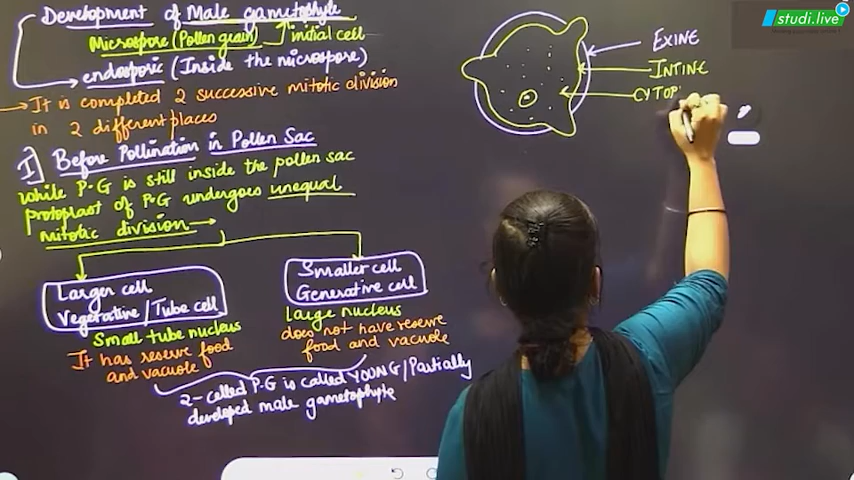 Development of Male gametophyte
Microspore (Pollen grain) initial cell
endosporic (Inside the microspore)
→ It is completed 2 successive mitotic division
in 2 different places
I] Before Pollination in Pollen Sac
While P.G is still inside the pollen sac
protoplast of P.G undergoes unequal
mitotic division →
Larger cell
Vegetative/Tube cell
Small tube nucleus
It has reserve food
and vacuole
Smaller cell
Generative cell
large nucleus
does not have reserve
food and vacuole
2-celled P-G is called YOUNG/Partially
developed male gametophyte
EXINE
INTINE
CYTOP
studi.live